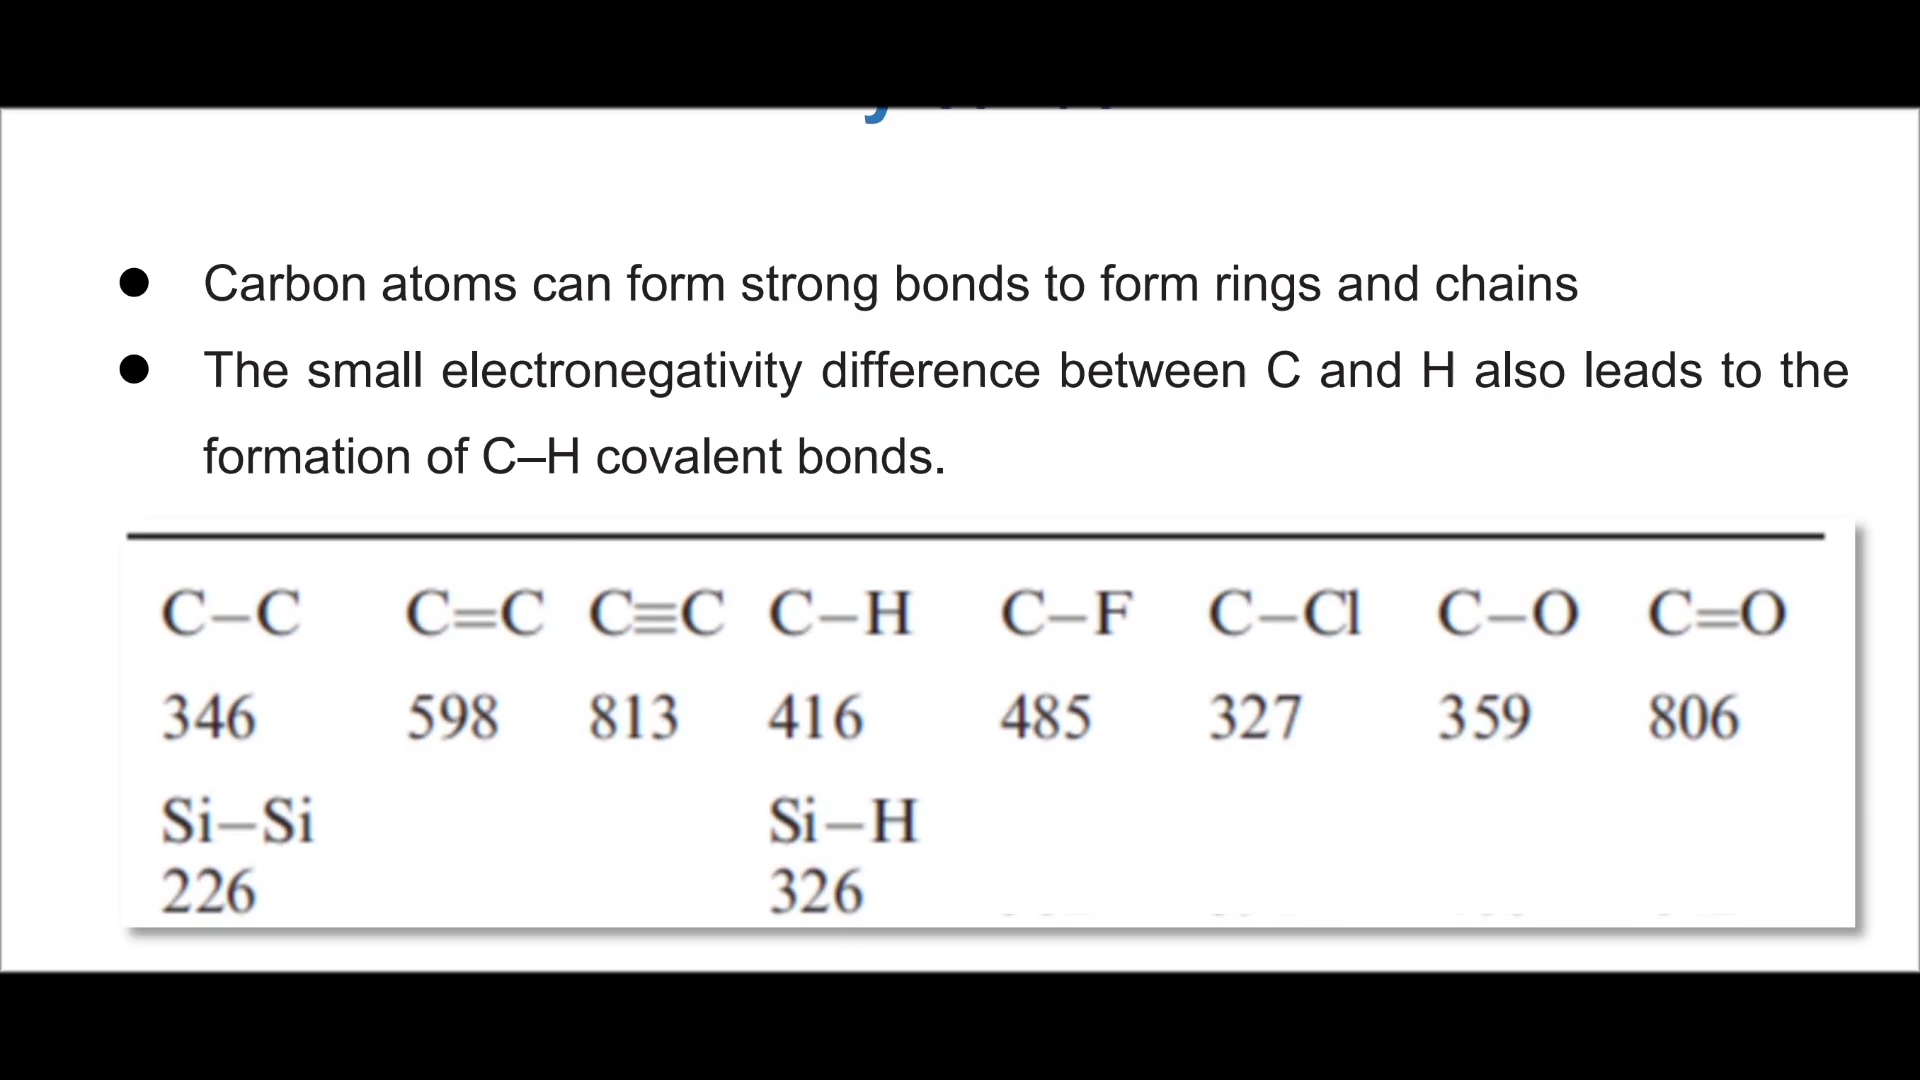 Carbon atoms can form strong bonds to form rings and chains
The small electronegativity difference between C and H also leads to the
formation of C–H covalent bonds.
C–C C=C C≡C C–H C–F C–Cl C–O C=O
346 598 813 416 485 327 359 806
Si–Si Si–H
226 326